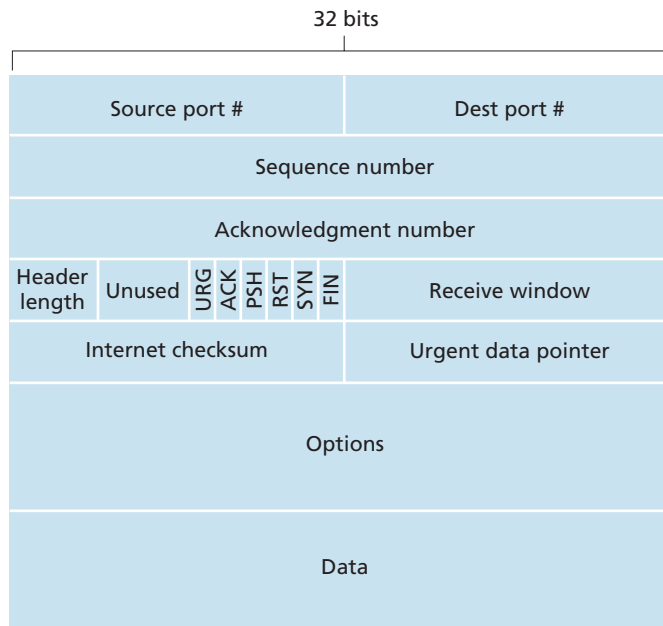 32 bits
Source port #
Dest port #
Sequence number
Acknowledgment number
Header
length
Unused
URG
ACK
PSH
RST
SYN
FIN
Receive window
Internet checksum
Urgent data pointer
Options
Data